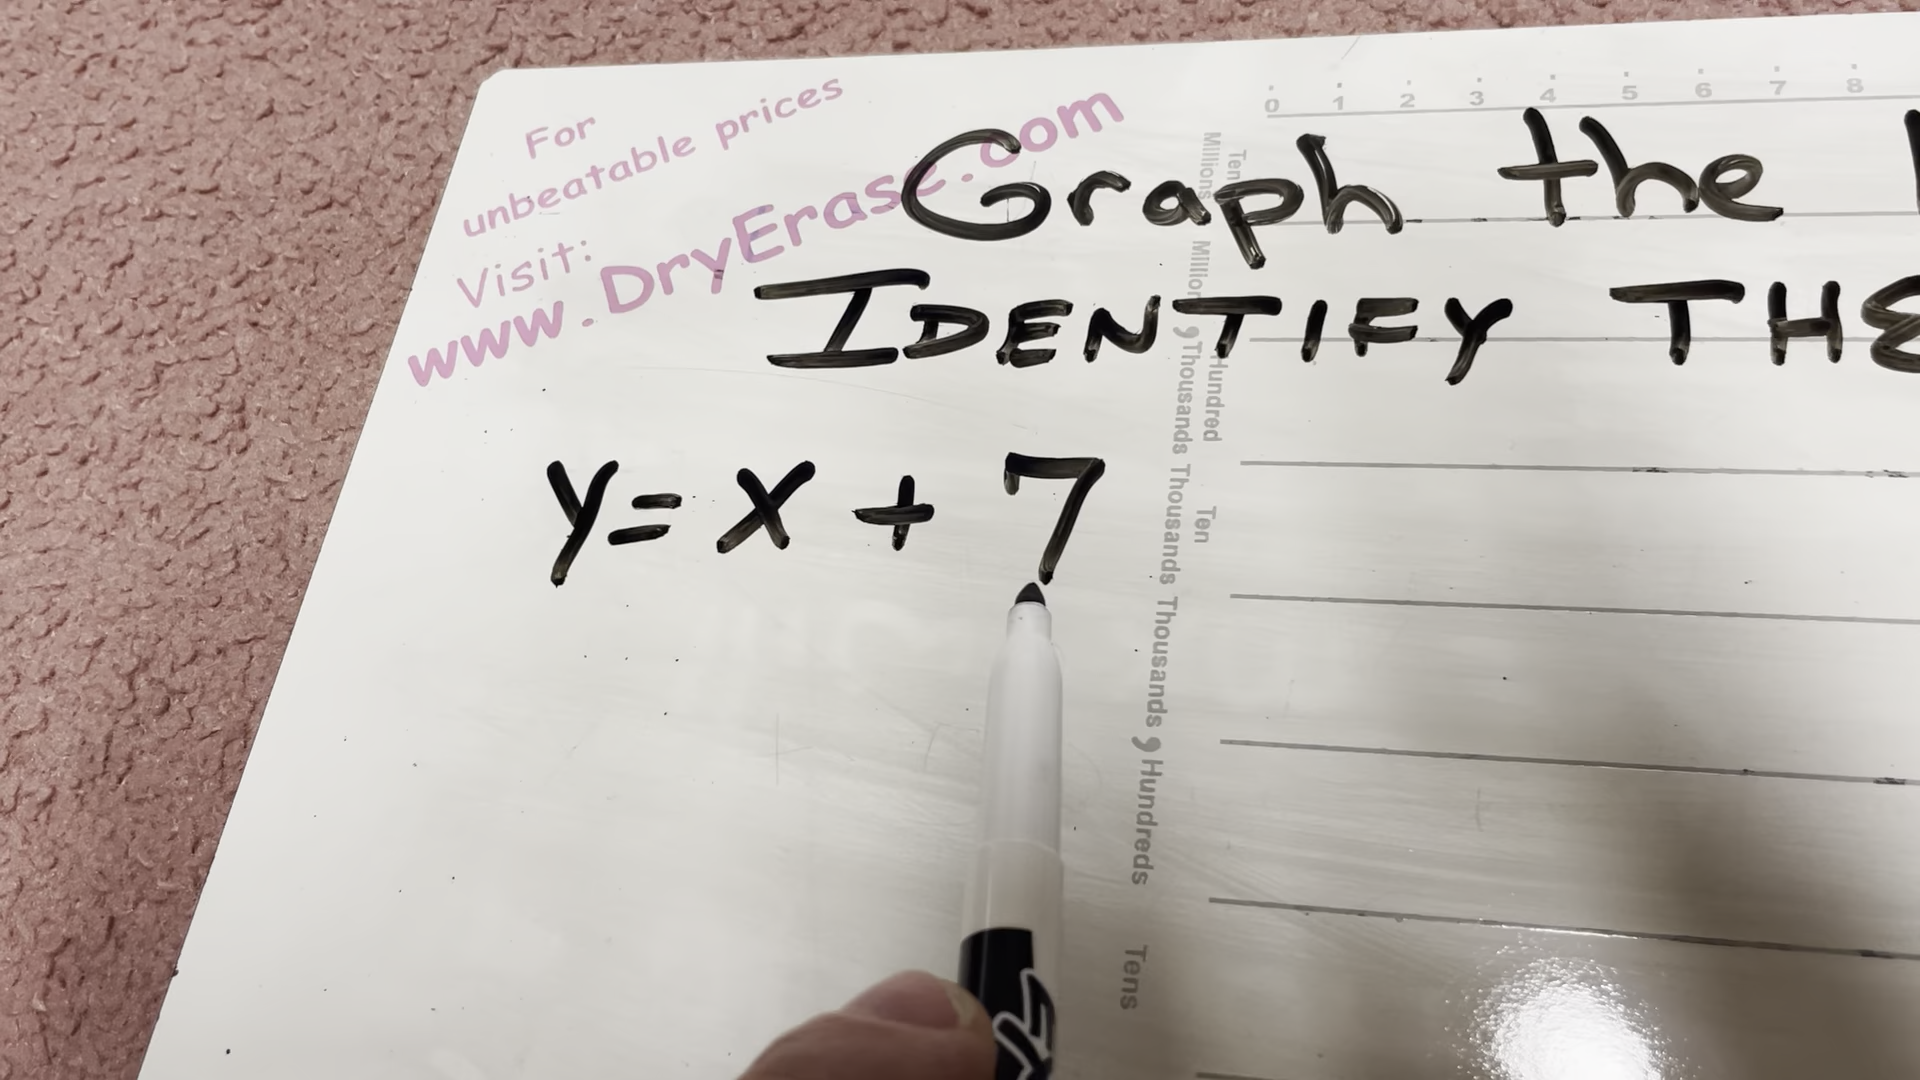 For
unbeatable prices
Visit:
www.DryErase.com
0 1 2 3 4 5 6 7 8
Graph the
IDENTIFY THE
y = x + 7
Ten
Millions
Million
,
Hundred
Thousands
Ten
Thousands
Thousands
,
Hundreds
Tens